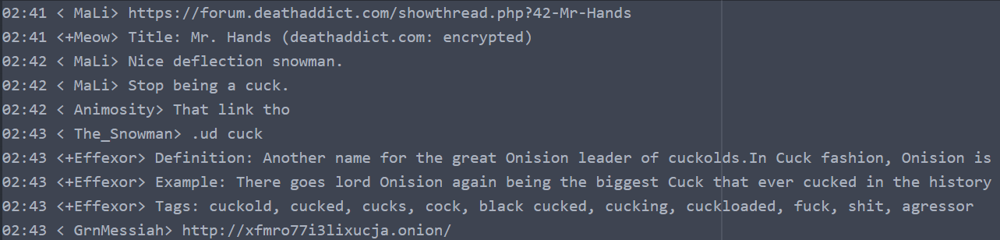 02:41 < MaLi> https://forum.deathaddict.com/showthread.php?42-Mr-Hands
02:41 <+Meow> Title: Mr. Hands (deathaddict.com: encrypted)
02:42 < MaLi> Nice deflection snowman.
02:42 < MaLi> Stop being a cuck.
02:42 < Animosity> That link tho
02:43 < The_Snowman> .ud cuck
02:43 <+Effexor> Definition: Another name for the great Onision leader of cuckolds.In Cuck fashion, Onision is
02:43 <+Effexor> Example: There goes lord Onision again being the biggest Cuck that ever cucked in the history
02:43 <+Effexor> Tags: cuckold, cucked, cucks, cock, black cucked, cucking, cuckloaded, fuck, shit, agressor
02:43 < GrnMessiah> http://xfmro77i3lixucja.onion/